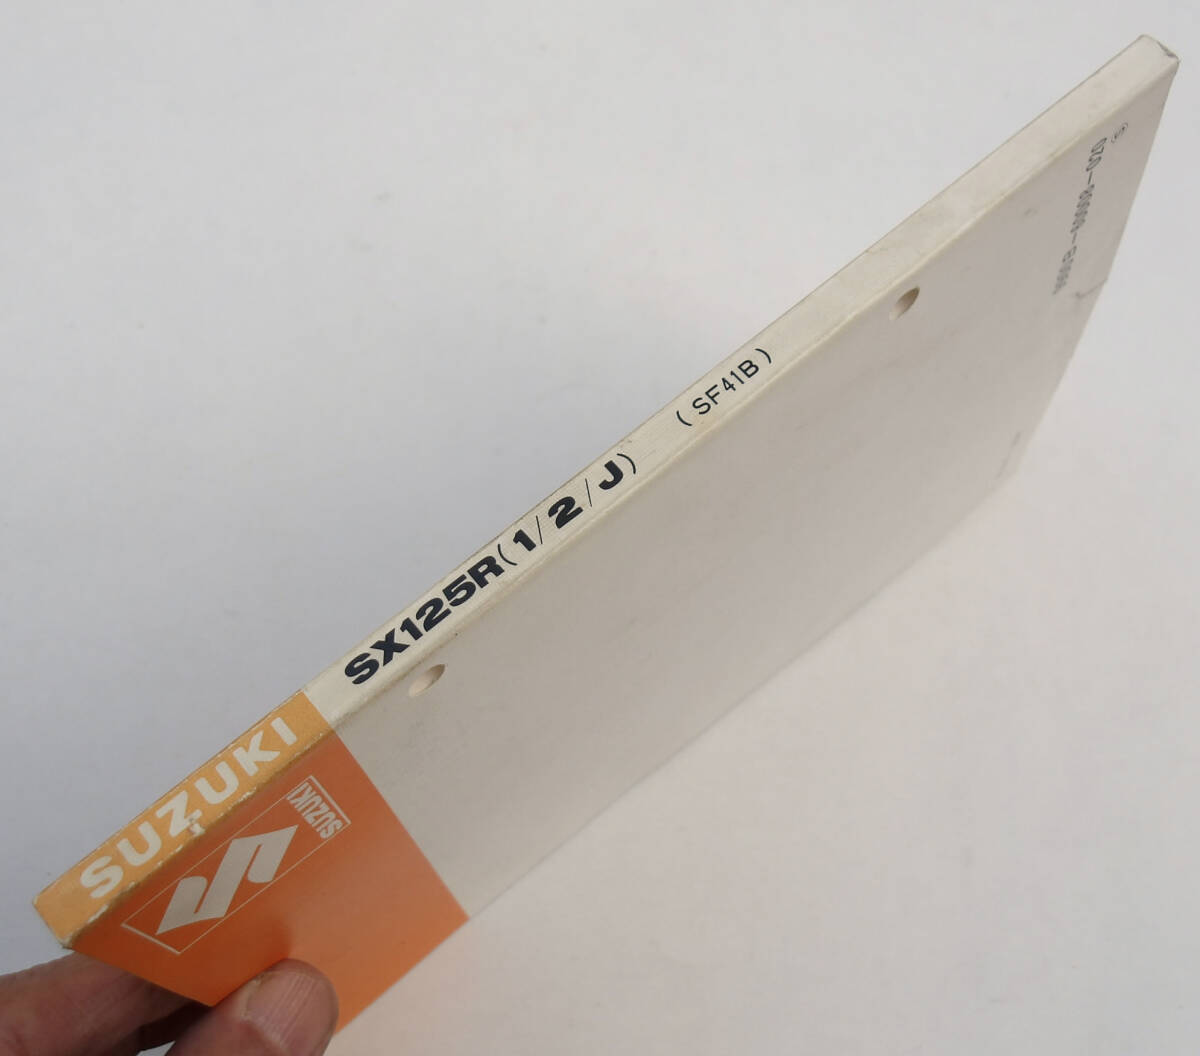 SUZUKI SX125R(1/2/J) (SF41B)
SUZUKI